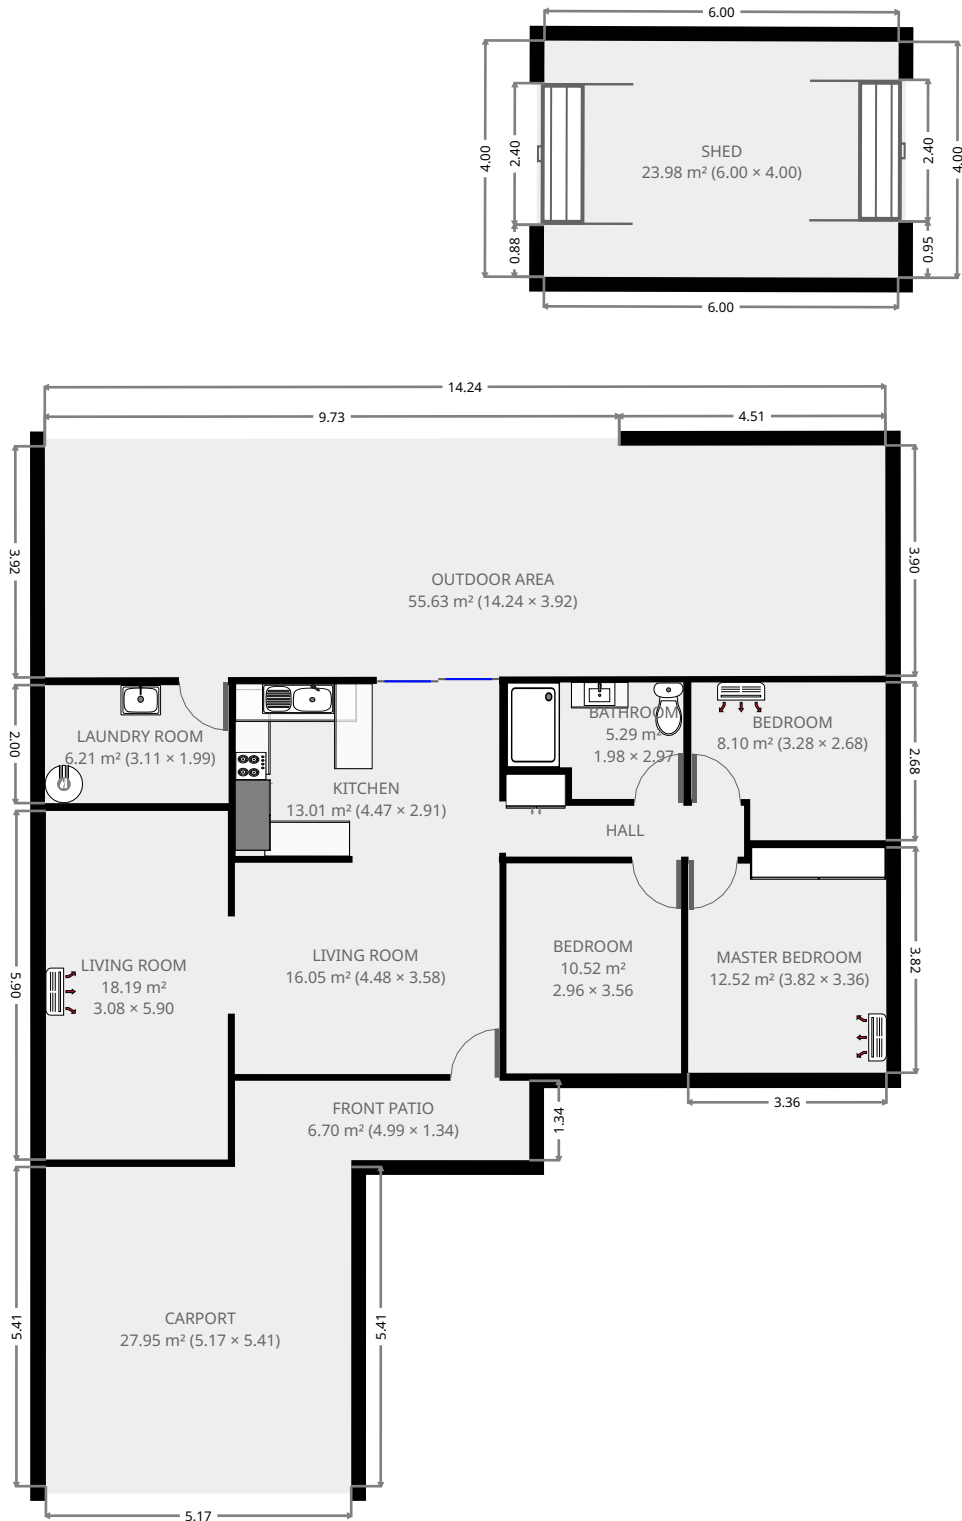 6.00
4.00
2.40
0.88
SHED
23.98 m² (6.00 × 4.00)
2.40
0.95
4.00
6.00
14.24
9.73
4.51
3.92
OUTDOOR AREA
55.63 m² (14.24 × 3.92)
3.90
2.00
LAUNDRY ROOM
6.21 m² (3.11 × 1.99)
KITCHEN
13.01 m² (4.47 × 2.91)
BATHROOM
5.29 m²
1.98 × 2.97
BEDROOM
8.10 m² (3.28 × 2.68)
2.68
HALL
5.90
LIVING ROOM
18.19 m²
3.08 × 5.90
LIVING ROOM
16.05 m² (4.48 × 3.58)
BEDROOM
10.52 m²
2.96 × 3.56
MASTER BEDROOM
12.52 m² (3.82 × 3.36)
3.82
3.36
FRONT PATIO
6.70 m² (4.99 × 1.34)
1.34
5.41
CARPORT
27.95 m² (5.17 × 5.41)
5.41
5.17